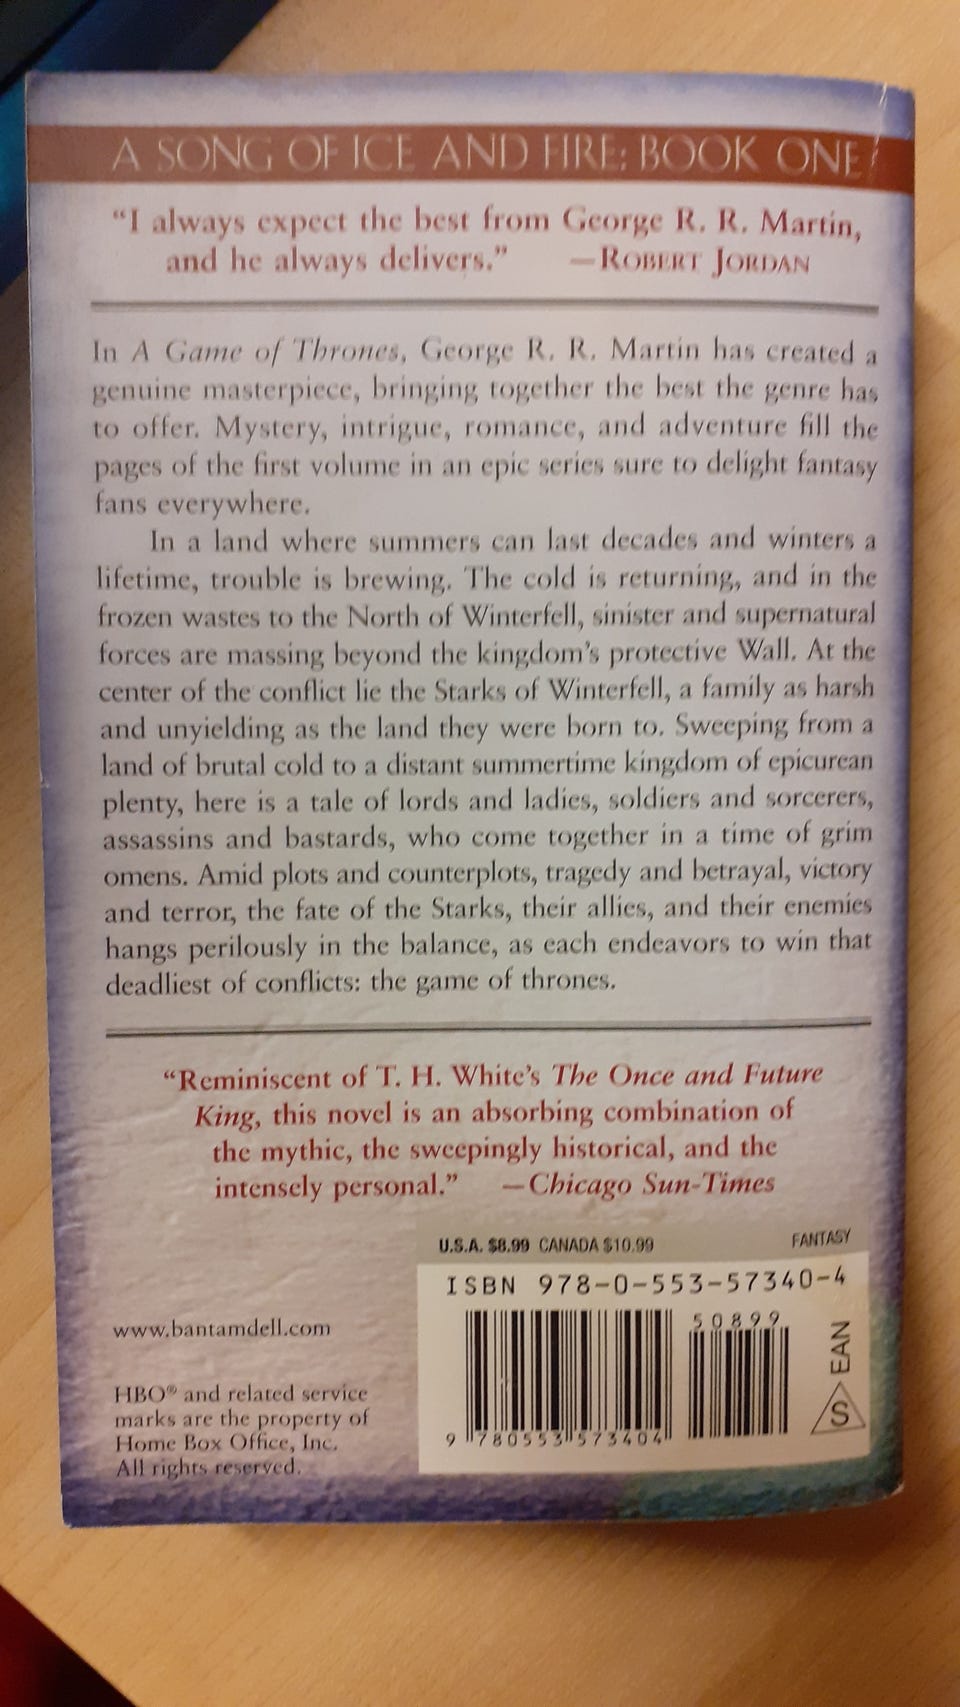 A SONG OF ICE AND FIRE: BOOK ONE
“I always expect the best from George R. R. Martin,
and he always delivers.” —ROBERT JORDAN
In A Game of Thrones, George R. R. Martin has created a
genuine masterpiece, bringing together the best the genre has
to offer. Mystery, intrigue, romance, and adventure fill the
pages of the first volume in an epic series sure to delight fantasy
fans everywhere.
In a land where summers can last decades and winters a
lifetime, trouble is brewing. The cold is returning, and in the
frozen wastes to the North of Winterfell, sinister and supernatural
forces are massing beyond the kingdom’s protective Wall. At the
center of the conflict lie the Starks of Winterfell, a family as harsh
and unyielding as the land they were born to. Sweeping from a
land of brutal cold to a distant summertime kingdom of epicurean
plenty, here is a tale of lords and ladies, soldiers and sorcerers,
assassins and bastards, who come together in a time of grim
omens. Amid plots and counterplots, tragedy and betrayal, victory
and terror, the fate of the Starks, their allies, and their enemies
hangs perilously in the balance, as each endeavors to win that
deadliest of conflicts: the game of thrones.
“Reminiscent of T. H. White’s The Once and Future
King, this novel is an absorbing combination of
the mythic, the sweepingly historical, and the
intensely personal.” —Chicago Sun-Times
U.S.A. $8.99 CANADA $10.99 FANTASY
ISBN 978-0-553-57340-4
50899
EAN
S
9 780553 573404
www.bantamdell.com
HBO® and related service
marks are the property of
Home Box Office, Inc.
All rights reserved.